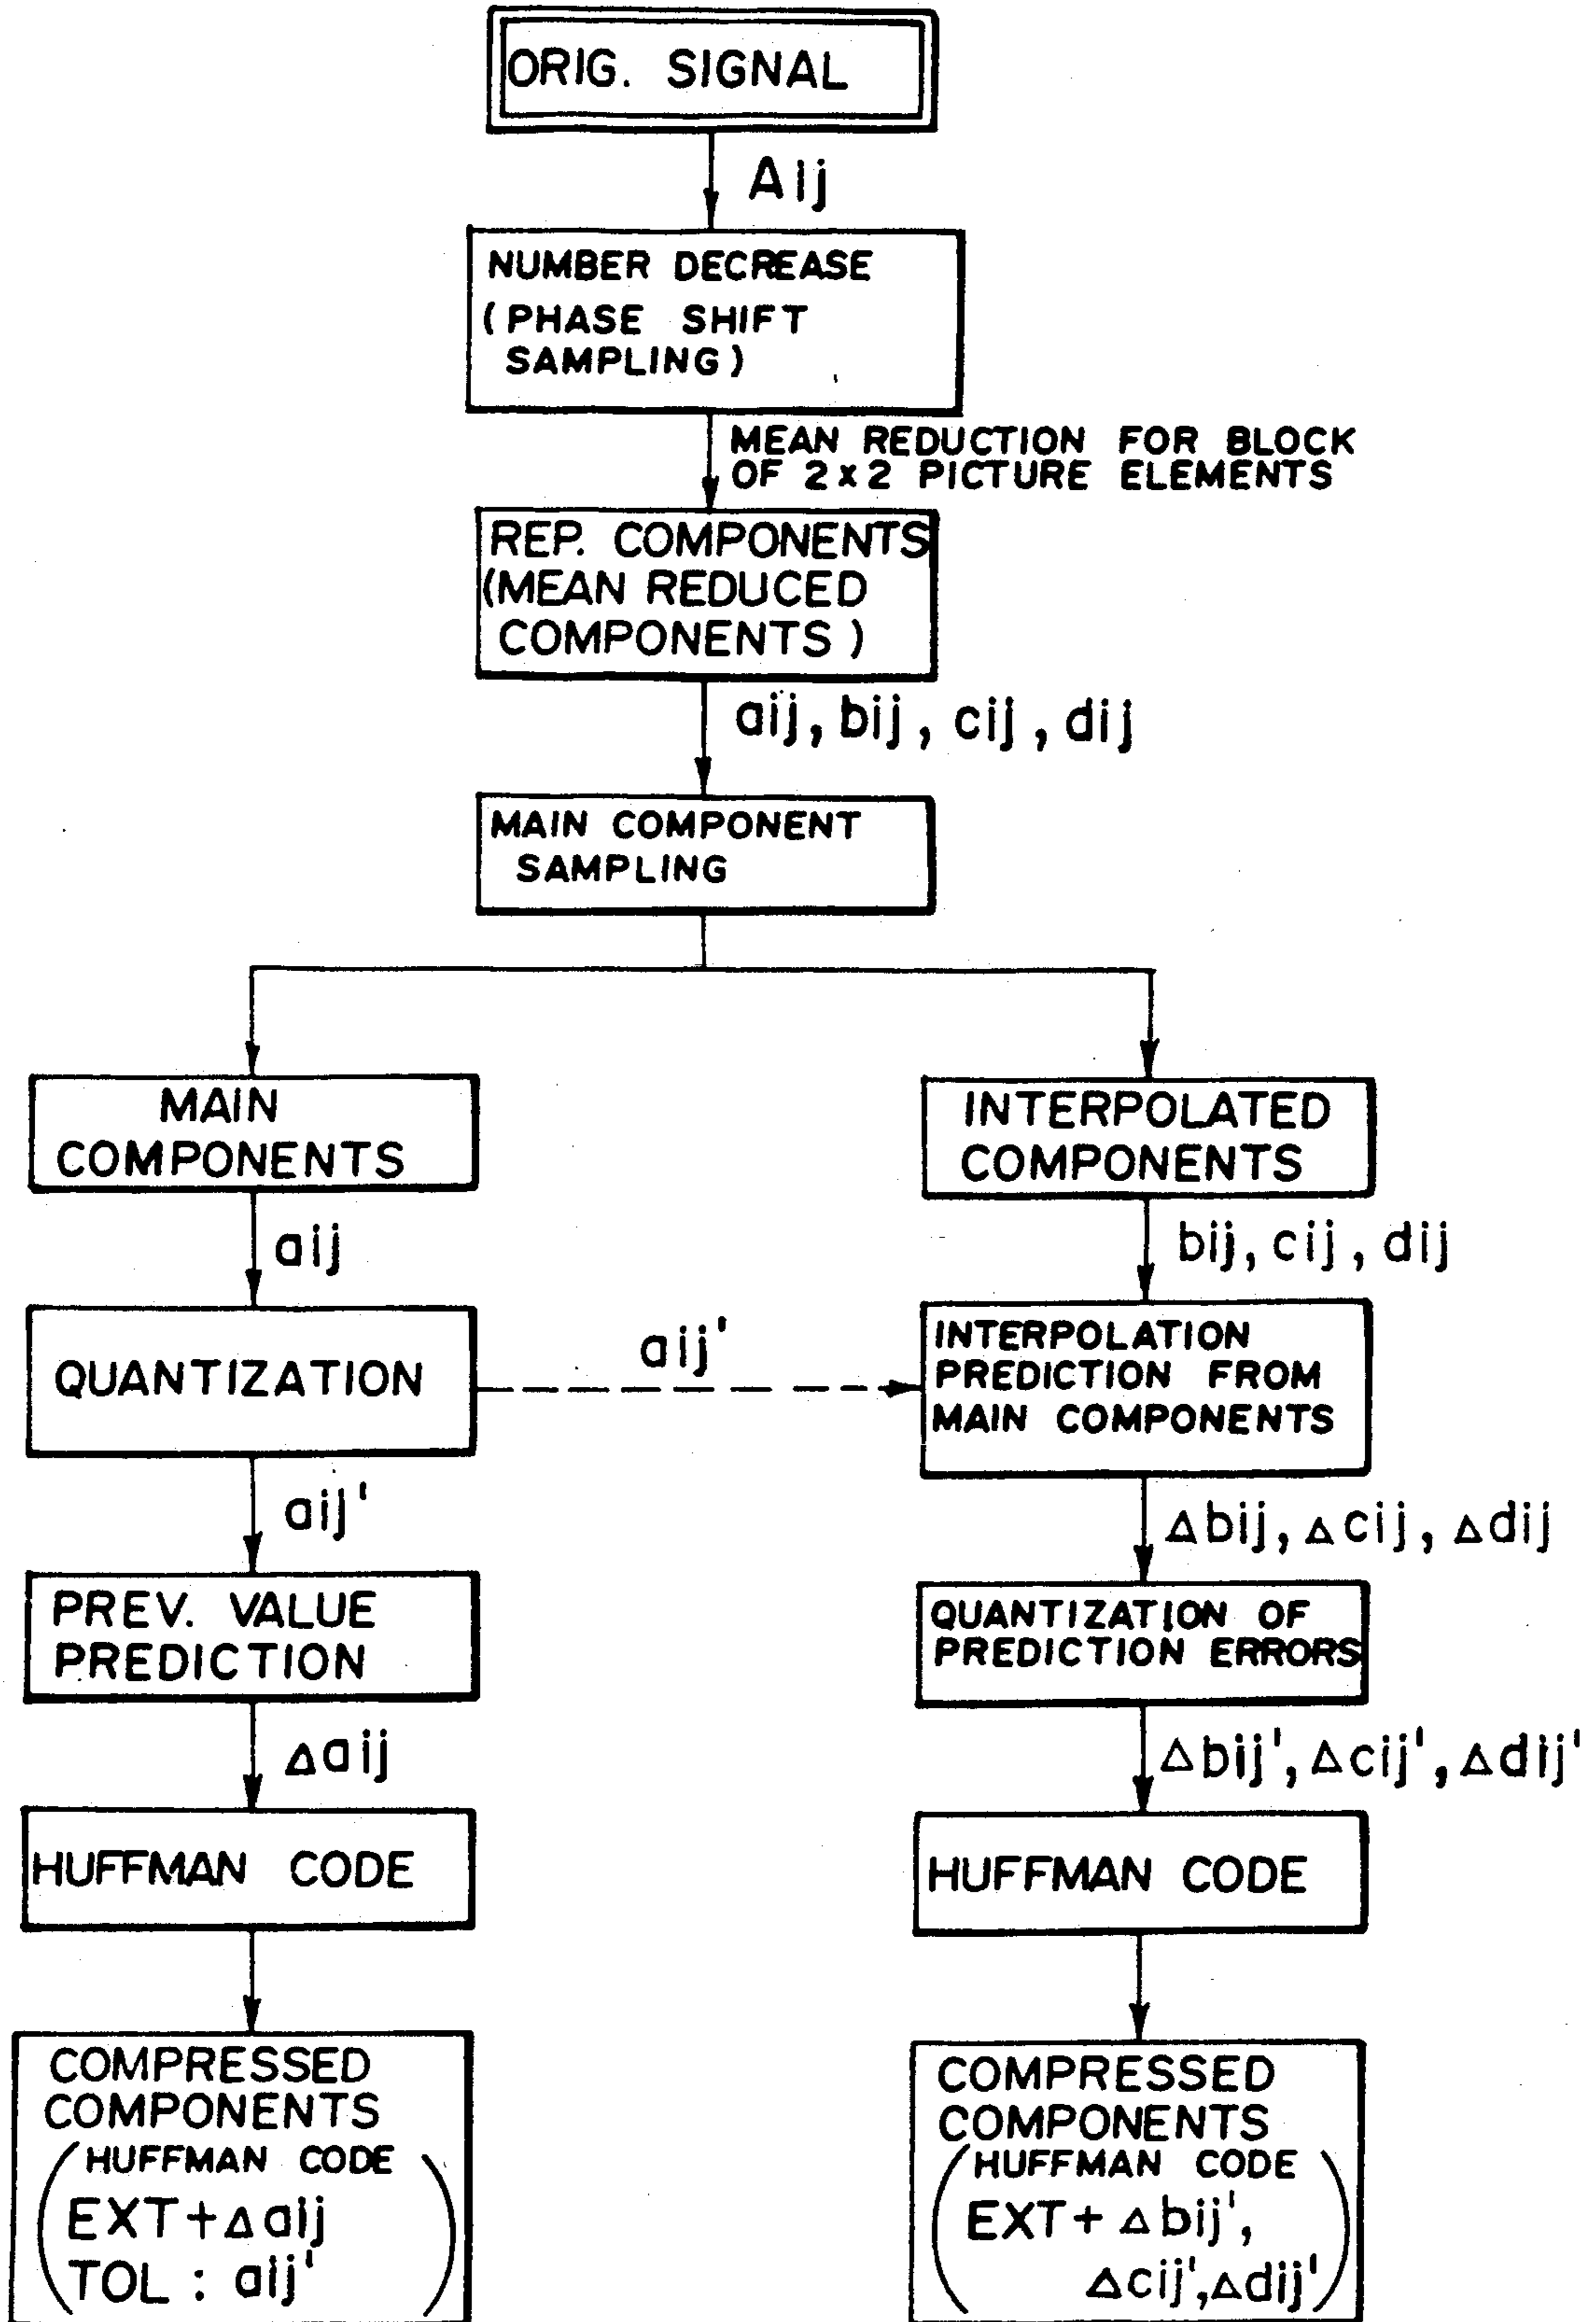 ORIG. SIGNAL
Aij
NUMBER DECREASE
(PHASE SHIFT
SAMPLING)
MEAN REDUCTION FOR BLOCK
OF 2×2 PICTURE ELEMENTS
REP. COMPONENTS
(MEAN REDUCED
COMPONENTS)
aij, bij, cij, dij
MAIN COMPONENT
SAMPLING
MAIN
COMPONENTS
aij
QUANTIZATION
aij'
aij'
PREV. VALUE
PREDICTION
Δaij
HUFFMAN CODE
COMPRESSED
COMPONENTS
(HUFFMAN CODE
EXT+Δaij
TOL : aij')
INTERPOLATED
COMPONENTS
bij, cij, dij
INTERPOLATION
PREDICTION FROM
MAIN COMPONENTS
Δbij, Δcij, Δdij
QUANTIZATION OF
PREDICTION ERRORS
Δbij', Δcij', Δdij'
HUFFMAN CODE
COMPRESSED
COMPONENTS
(HUFFMAN CODE
EXT+ Δbij',
Δcij', Δdij')